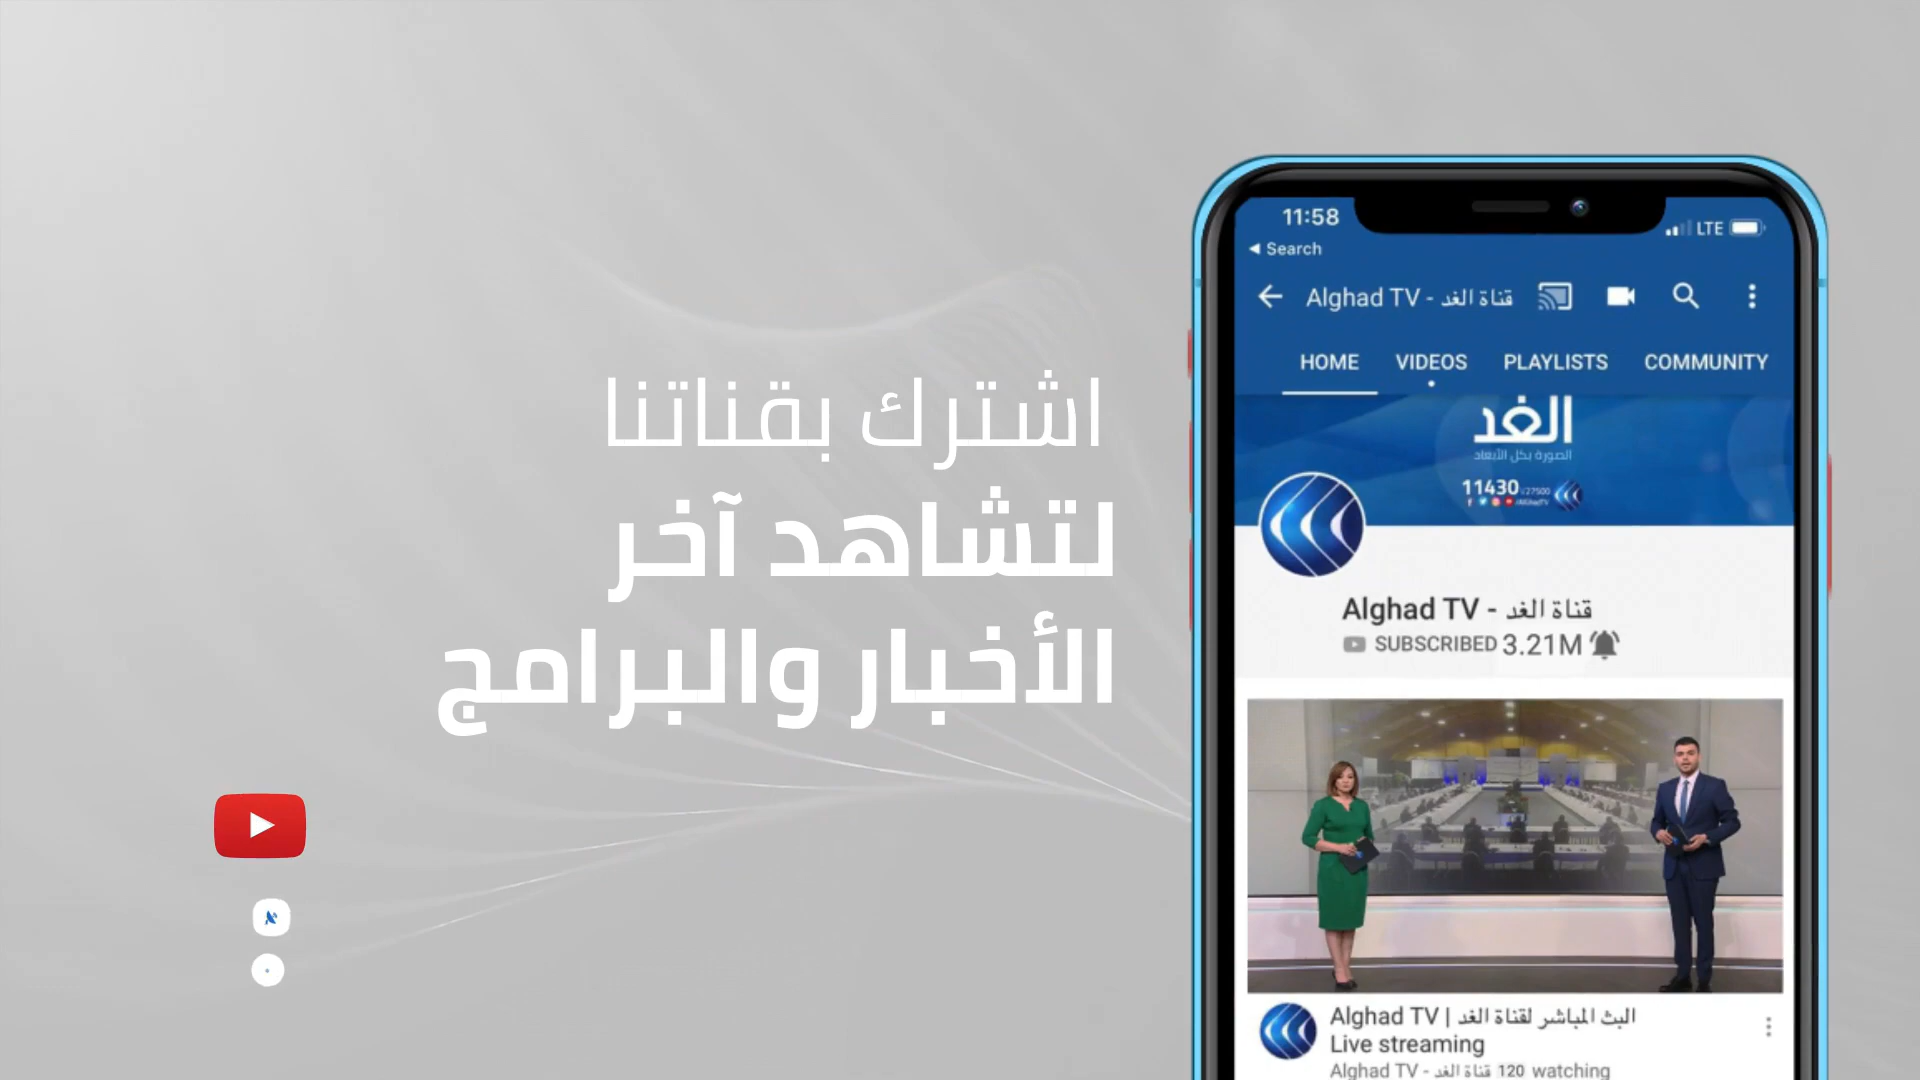 اشترك بقناتنا
لتشاهد آخر
الأخبار والبرامج
11:58
LTE
Search
Alghad TV - قناة الغد
HOME VIDEOS PLAYLISTS COMMUNITY
الغد
الصورة بكل الأبعاد
11430 V27500
AlGhadTV
Alghad TV - قناة الغد
SUBSCRIBED 3.21M
Alghad TV | البث المباشر لقناة الغد
Live streaming
Alghad TV - قناة الغد 120 watching